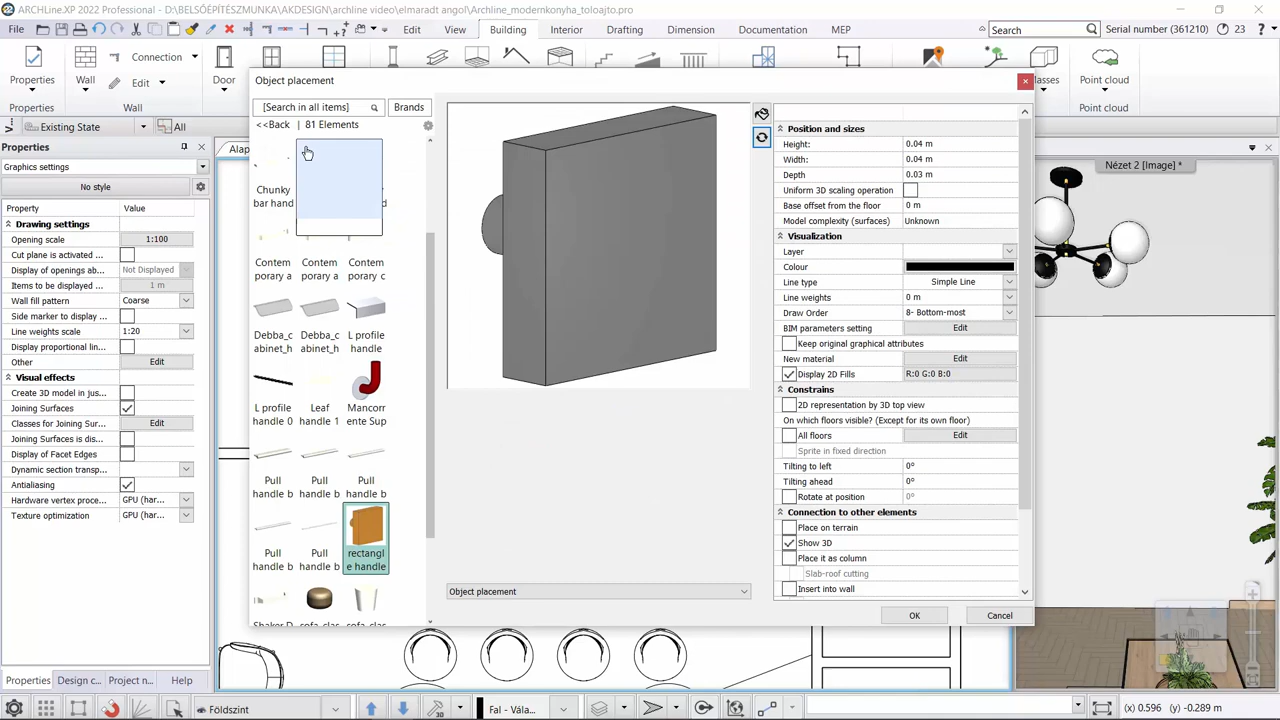 ARCHLine.XP 2022 Professional - D:\BELSŐÉPÍTÉSZMUNKA\AKDESIGN\archline video\elmaradt angol\Archline_modernkonyha_toloajto.pro
File
Edit View Building Interior Drafting Dimension Documentation MEP
Search
Serial number (361210)
23
Properties
Wall
Connection
Edit
Door
Point cloud
Properties
Wall
Point cloud
Existing State
All
Properties
Graphics settings
No style
Property Value
Drawing settings
Opening scale 1:100
Cut plane is activated ...
Display of openings ab... Not Displayed
Items to be displayed ... 1 m
Wall fill pattern Coarse
Side marker to display ...
Line weights scale 1:20
Display proportional lin...
Other Edit
Visual effects
Create 3D model in jus...
Joining Surfaces
Classes for Joining Sur... Edit
Joining Surfaces is dis...
Display of Facet Edges
Dynamic section transp...
Antialiasing
Hardware vertex proce... GPU (har...
Texture optimization GPU (har...
Properties Design c... Project n... Help
Object placement
[Search in all items]
Brands
<<Back | 81 Elements
Chunky
bar hand
Contem
porary a
Contem
porary a
Contem
porary c
Debba_c
abinet_h
Debba_c
abinet_h
L profile
handle
L profile
handle 0
Leaf
handle 1
Mancorr
ente Sup
Pull
handle b
Pull
handle b
Pull
handle b
Pull
handle b
Pull
handle b
rectangl
e handle
Shaker D
sofa_clas
sofa_clas
Object placement
Position and sizes
Height: 0.04 m
Width: 0.04 m
Depth 0.03 m
Uniform 3D scaling operation
Base offset from the floor 0 m
Model complexity (surfaces) Unknown
Visualization
Layer
Colour
Line type Simple Line
Line weights 0 m
Draw Order 8- Bottom-most
BIM parameters setting Edit
Keep original graphical attributes
New material Edit
Display 2D Fills R:0 G:0 B:0
Constrains
2D representation by 3D top view
On which floors visible? (Except for its own floor)
All floors Edit
Sprite in fixed direction
Tilting to left 0°
Tilting ahead 0°
Rotate at position 0°
Connection to other elements
Place on terrain
Show 3D
Place it as column
Slab-roof cutting
Insert into wall
OK Cancel
Nézet 2 [Image] *
Földszint
Fal - Vála...
(x) 0.596 (y) -0.289 m